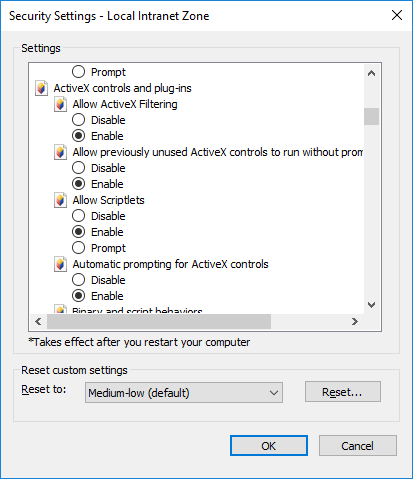 Security Settings - Local Intranet Zone
Settings
Prompt
ActiveX controls and plug-ins
Allow ActiveX Filtering
Disable
Enable
Allow previously unused ActiveX controls to run without prom
Disable
Enable
Allow Scriptlets
Disable
Enable
Prompt
Automatic prompting for ActiveX controls
Disable
Enable
Binary and script behaviors
*Takes effect after you restart your computer
Reset custom settings
Reset to:
Medium-low (default)
Reset...
OK
Cancel